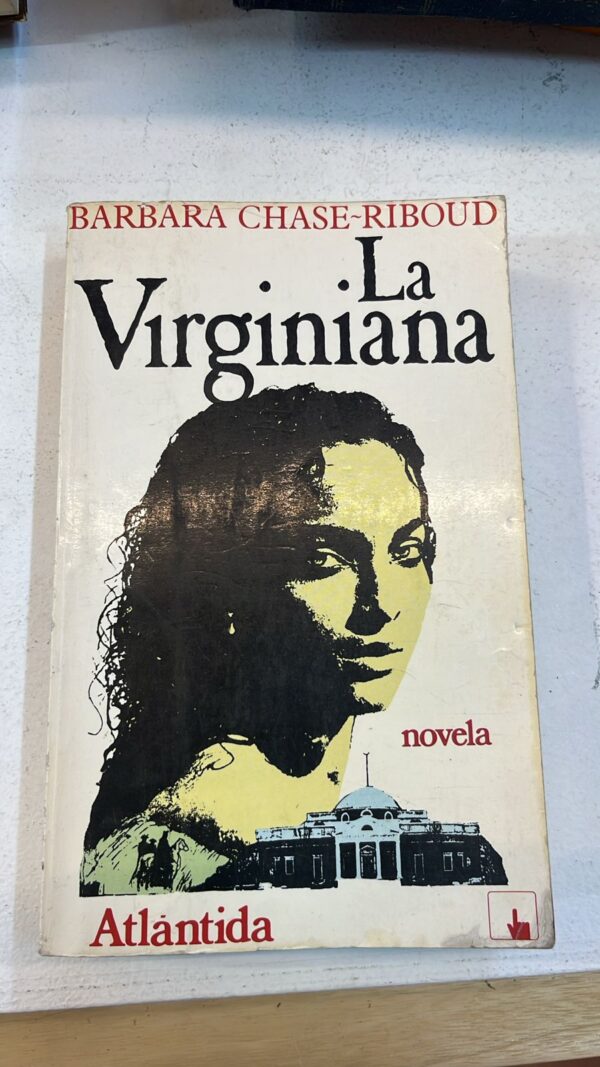 BARBARA CHASE-RIBOUD
La
Virginiana
novela
Atlántida